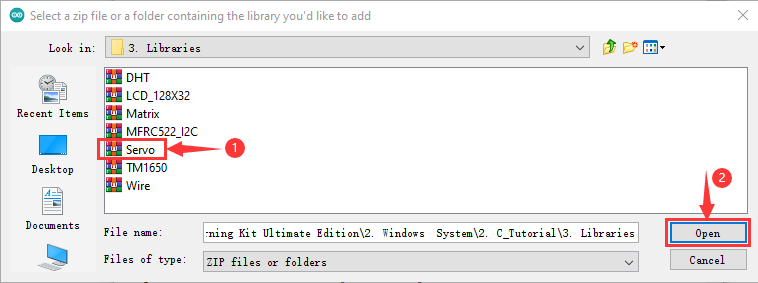 Select a zip file or a folder containing the library you'd like to add
Look in:
3. Libraries
Recent Items
Desktop
Documents
DHT
LCD_128X32
Matrix
MFRC522_I2C
Servo
1
TM1650
Wire
2
File name:
rning Kit Ultimate Edition\2. Windows System\2. C_Tutorial\3. Libraries
Open
Files of type:
ZIP files or folders
Cancel